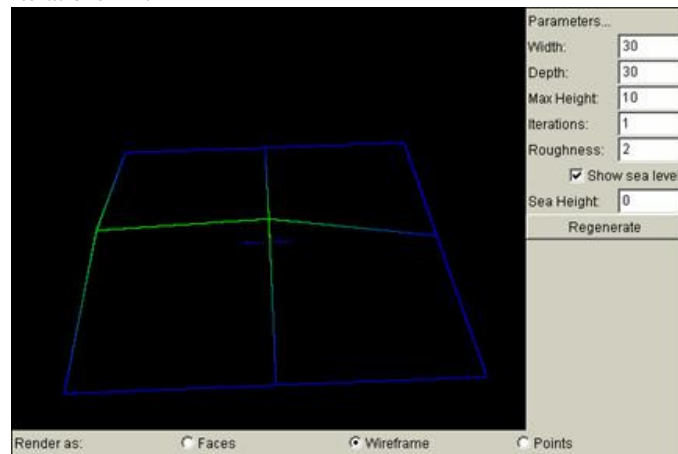 Parameters...
Width: 30
Depth: 30
Max Height: 10
Iterations: 1
Roughness: 2
Show sea leve
Sea Height: 0
Regenerate
Render as: Faces Wireframe Points